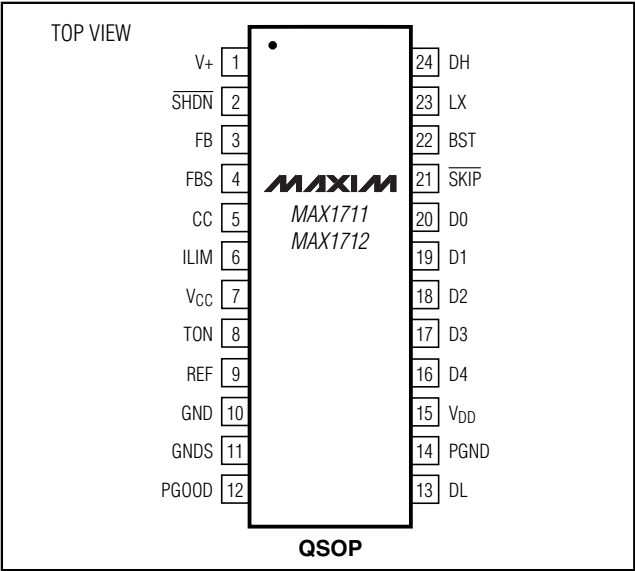 TOP VIEW
V+ 1
SHDN 2
FB 3
FBS 4
CC 5
ILIM 6
VCC 7
TON 8
REF 9
GND 10
GNDS 11
PGOOD 12
MAXIM
MAX1711
MAX1712
24 DH
23 LX
22 BST
21 SKIP
20 D0
19 D1
18 D2
17 D3
16 D4
15 VDD
14 PGND
13 DL
QSOP